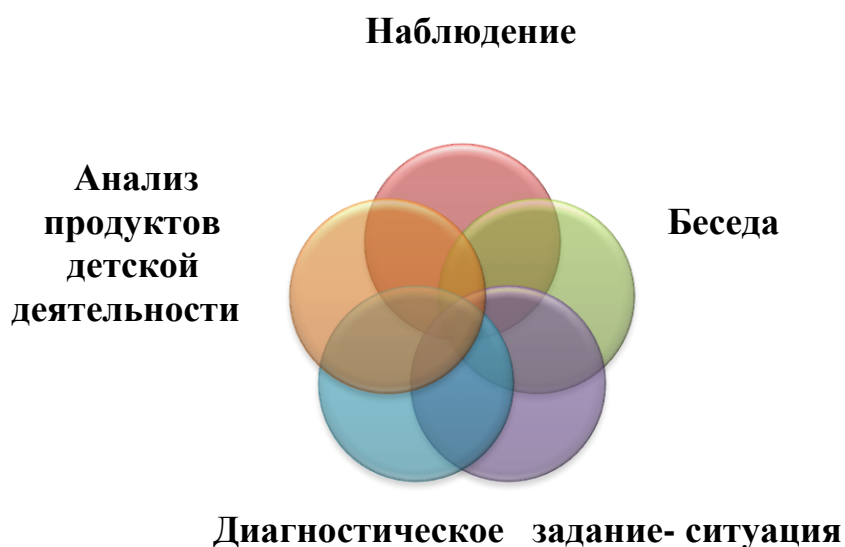 Наблюдение
Анализ
продуктов
детской
деятельности
Беседа
Диагностическое задание- ситуация